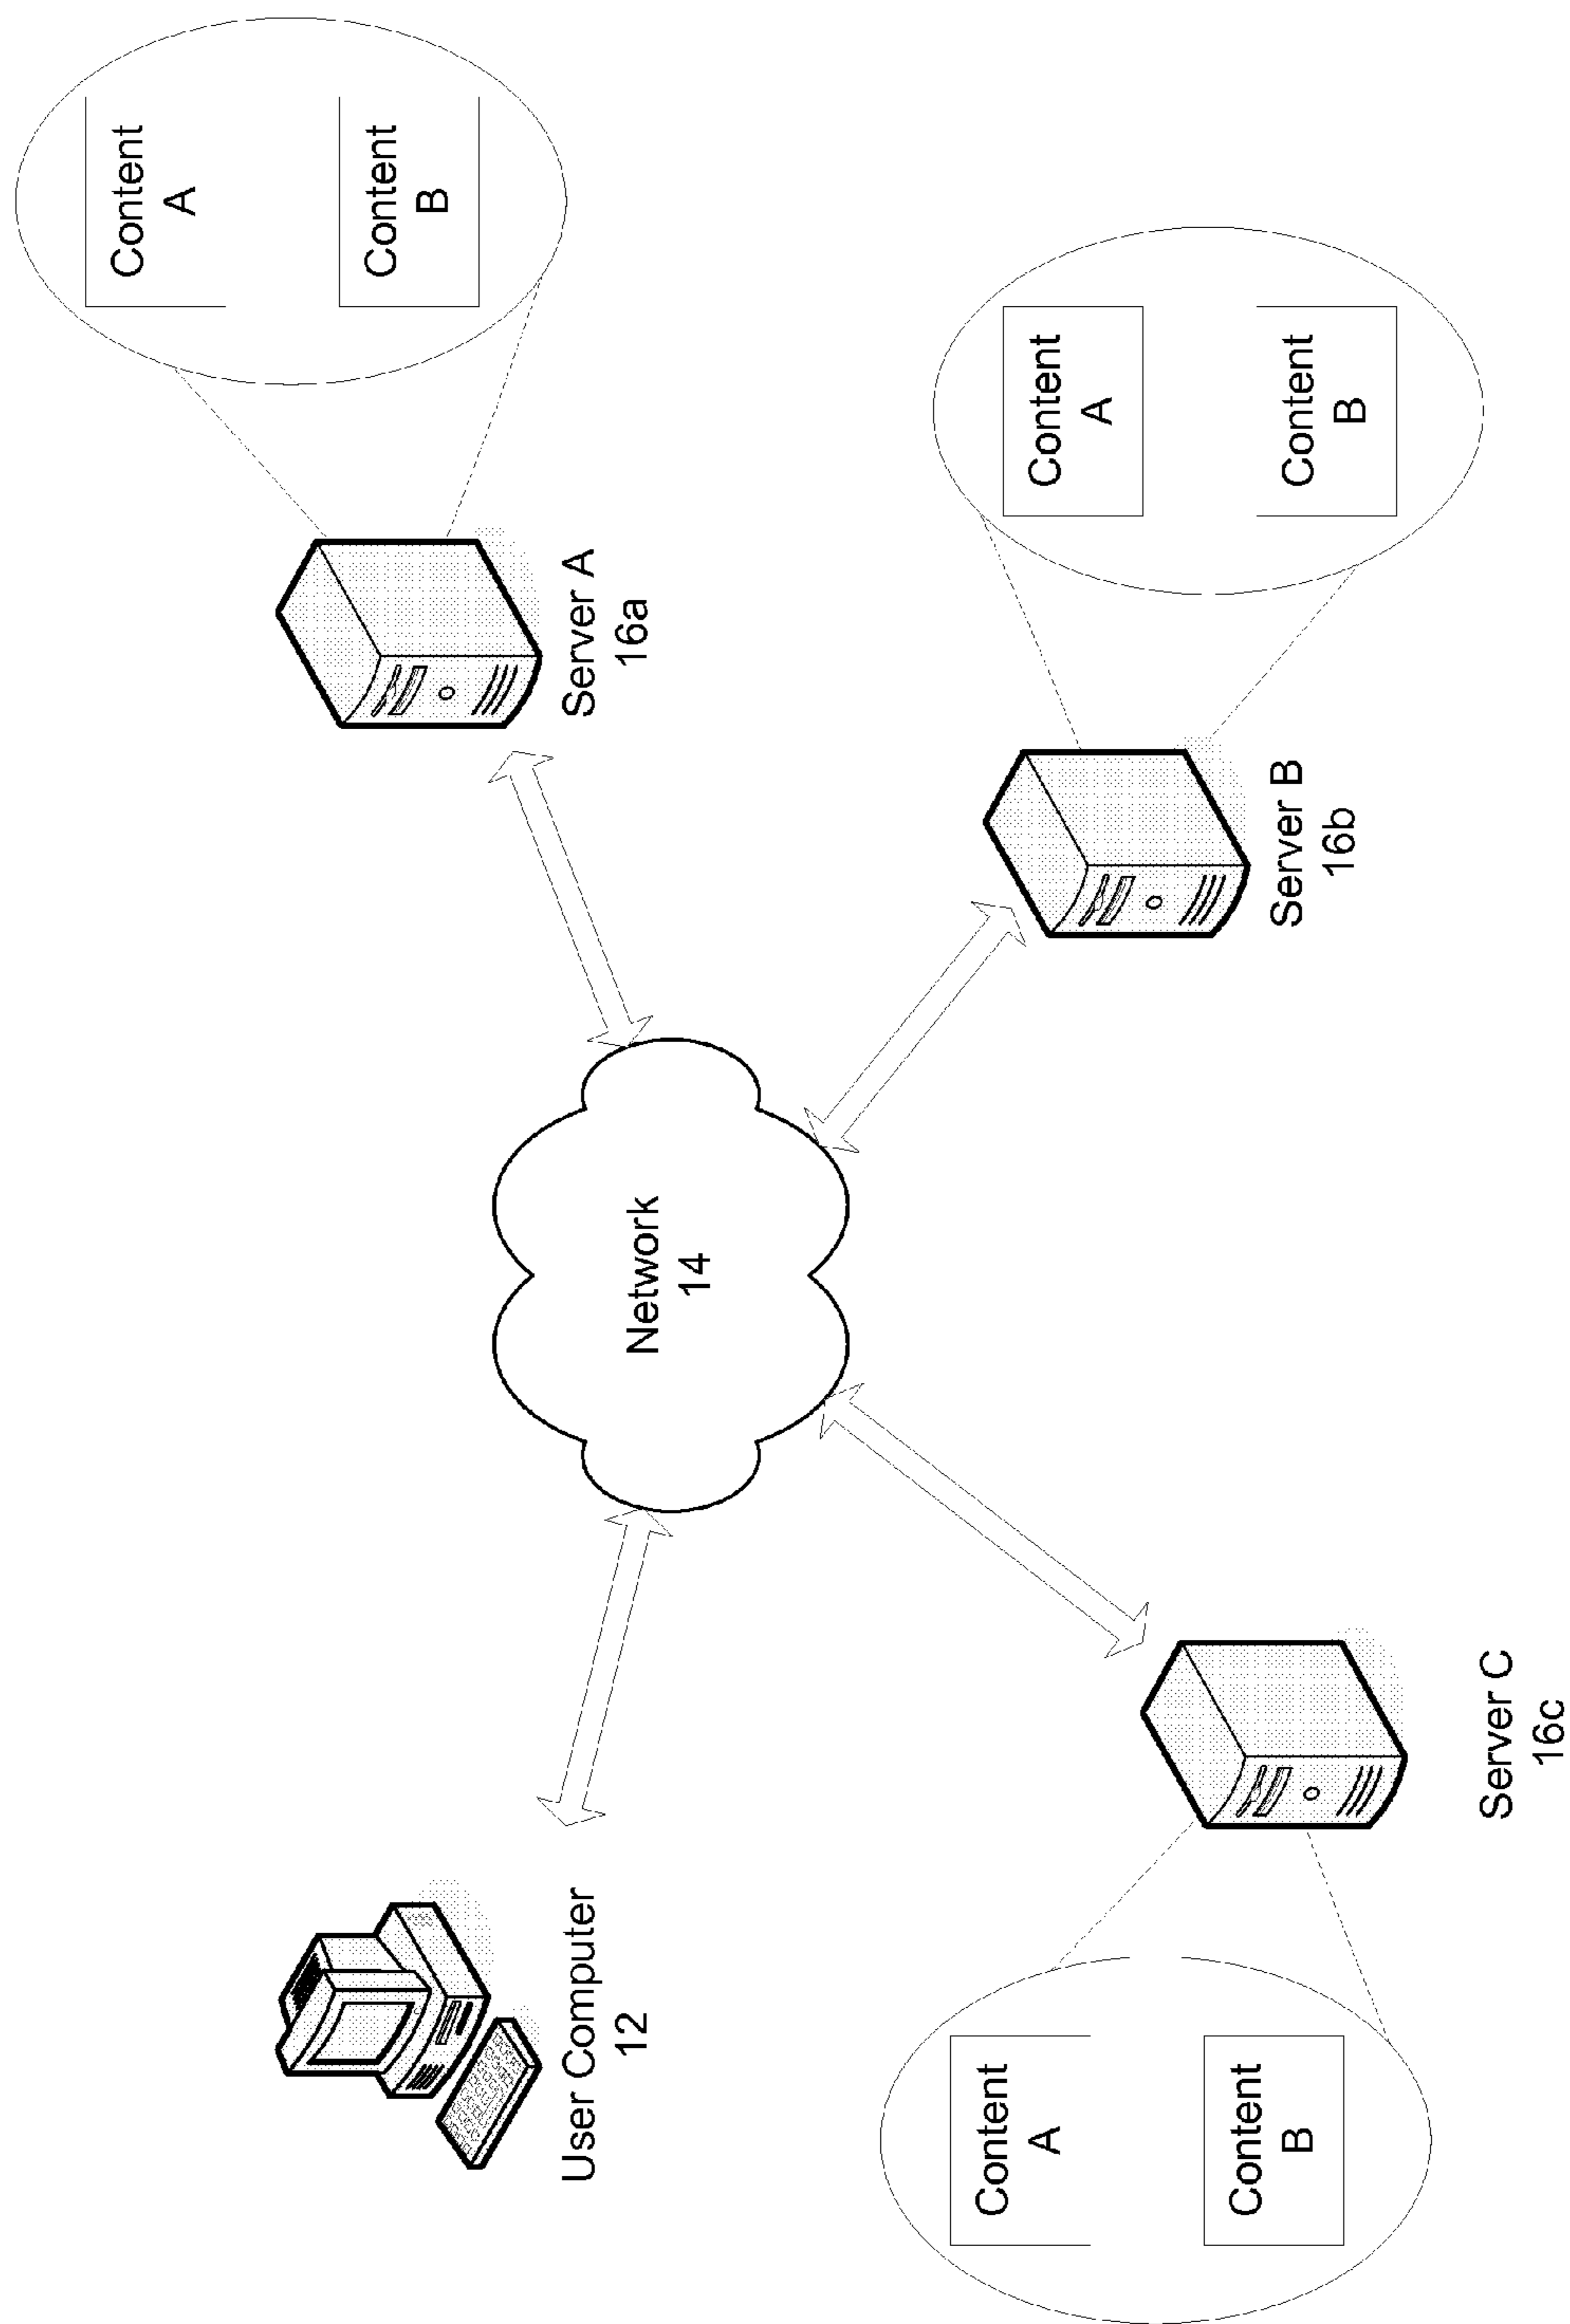 User Computer
12
Network
14
Server A
16a
Content
A
Content
B
Server B
16b
Content
A
Content
B
Server C
16c
Content
A
Content
B